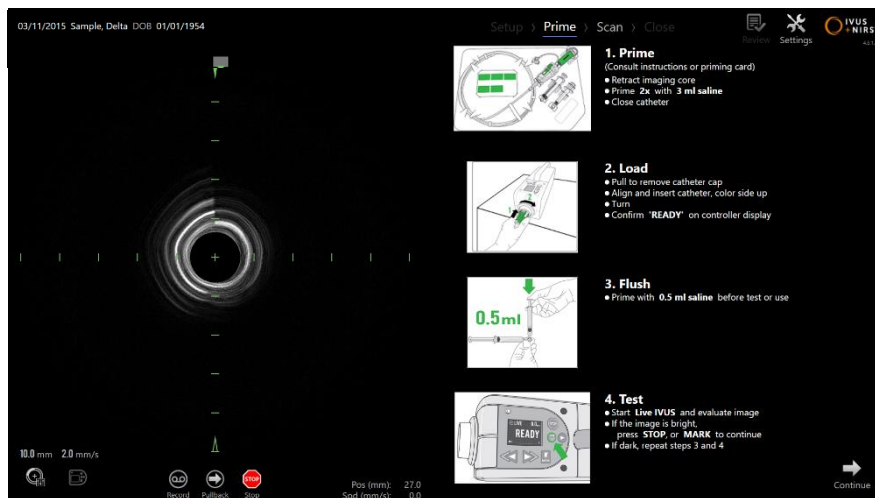 03/11/2015 Sample, Delta DOB 01/01/1954
Setup > Prime > Scan > Close
Review
Settings
IVUS
+NIRS
1. Prime
(Consult instructions or priming card)
• Retract imaging core
• Prime 2x with 3 ml saline
• Close catheter
2. Load
• Pull to remove catheter cap
• Align and insert catheter, color side up
• Turn
• Confirm 'READY' on controller display
1
2
3. Flush
• Prime with 0.5 ml saline before test or use
0.5ml
4. Test
• Start Live IVUS and evaluate image
• If the image is bright,
press STOP, or MARK to continue
• If dark, repeat steps 3 and 4
READY
10.0 mm 2.0 mm/s
Record
Pullback
STOP
Stop
Pos (mm): 27.0
Spd (mm/s): 0.0
Continue